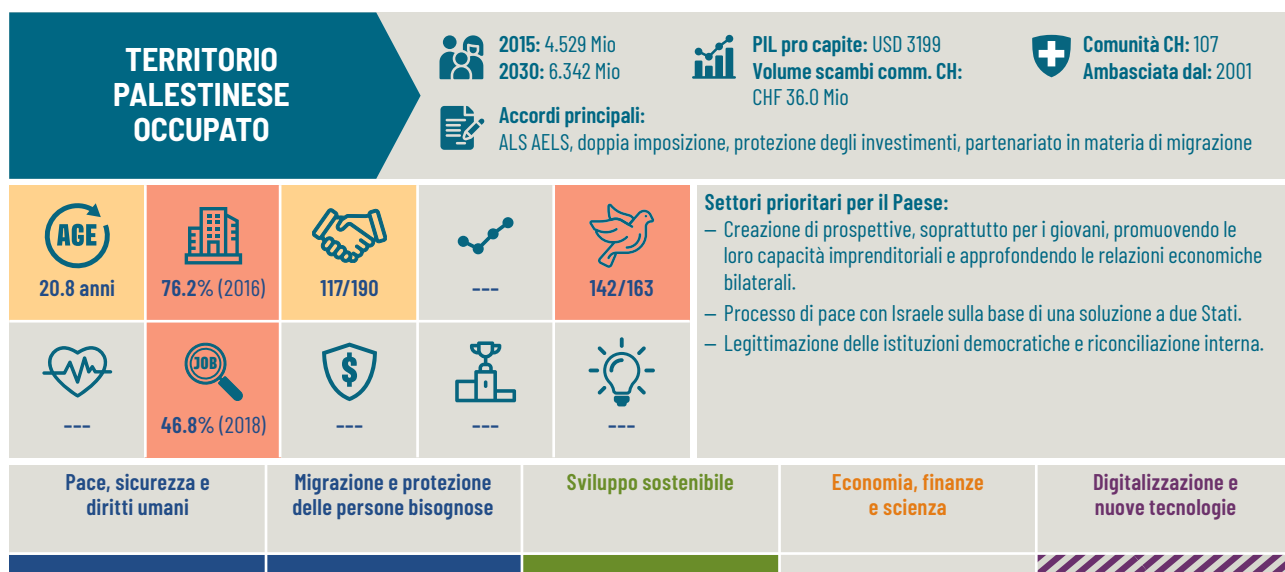 TERRITORIO
PALESTINESE
OCCUPATO
2015: 4.529 Mio
2030: 6.342 Mio
PIL pro capite: USD 3199
Volume scambi comm. CH:
CHF 36.0 Mio
Comunità CH: 107
Ambasciata dal: 2001
Accordi principali:
ALS AELS, doppia imposizione, protezione degli investimenti, partenariato in materia di migrazione
AGE
20.8 anni
76.2% (2016)
117/190
---
142/163
---
JOB
46.8% (2018)
$
---
---
---
Settori prioritari per il Paese:
– Creazione di prospettive, soprattutto per i giovani, promuovendo le
loro capacità imprenditoriali e approfondendo le relazioni economiche
bilaterali.
– Processo di pace con Israele sulla base di una soluzione a due Stati.
– Legittimazione delle istituzioni democratiche e riconciliazione interna.
Pace, sicurezza e
diritti umani
Migrazione e protezione
delle persone bisognose
Sviluppo sostenibile
Economia, finanze
e scienza
Digitalizzazione e
nuove tecnologie